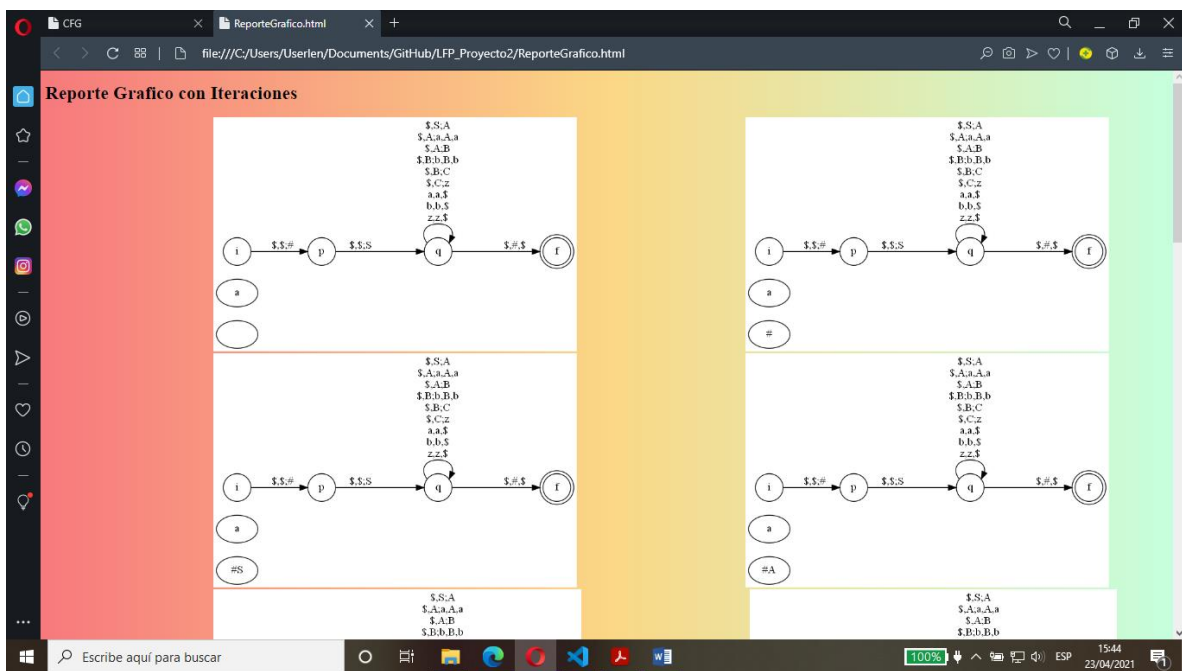 CFG
ReporteGrafico.html
file:///C:/Users/Userlen/Documents/GitHub/LFP_Proyecto2/ReporteGrafico.html
Reporte Grafico con Iteraciones
$,S;A
$,A;a,A,a
$,A;B
$,B;b,B,b
$,B;C
$,C;z
a,a,$
b,b,$
z,z,$
i $,$;# p $,$;S q $,#,$ f
a
$,S;A
$,A;a,A,a
$,A;B
$,B;b,B,b
$,B;C
$,C;z
a,a,$
b,b,$
z,z,$
i $,$;# p $,$;S q $,#,$ f
a
#
$,S;A
$,A;a,A,a
$,A;B
$,B;b,B,b
$,B;C
$,C;z
a,a,$
b,b,$
z,z,$
i $,$;# p $,$;S q $,#,$ f
a
#S
$,S;A
$,A;a,A,a
$,A;B
$,B;b,B,b
$,B;C
$,C;z
a,a,$
b,b,$
z,z,$
i $,$;# p $,$;S q $,#,$ f
a
#A
$,S;A
$,A;a,A,a
$,A;B
$,B;b,B,b
$,S;A
$,A;a,A,a
$,A;B
$,B;b,B,b
Escribe aquí para buscar
100%
ESP
15:44
23/04/2021
1